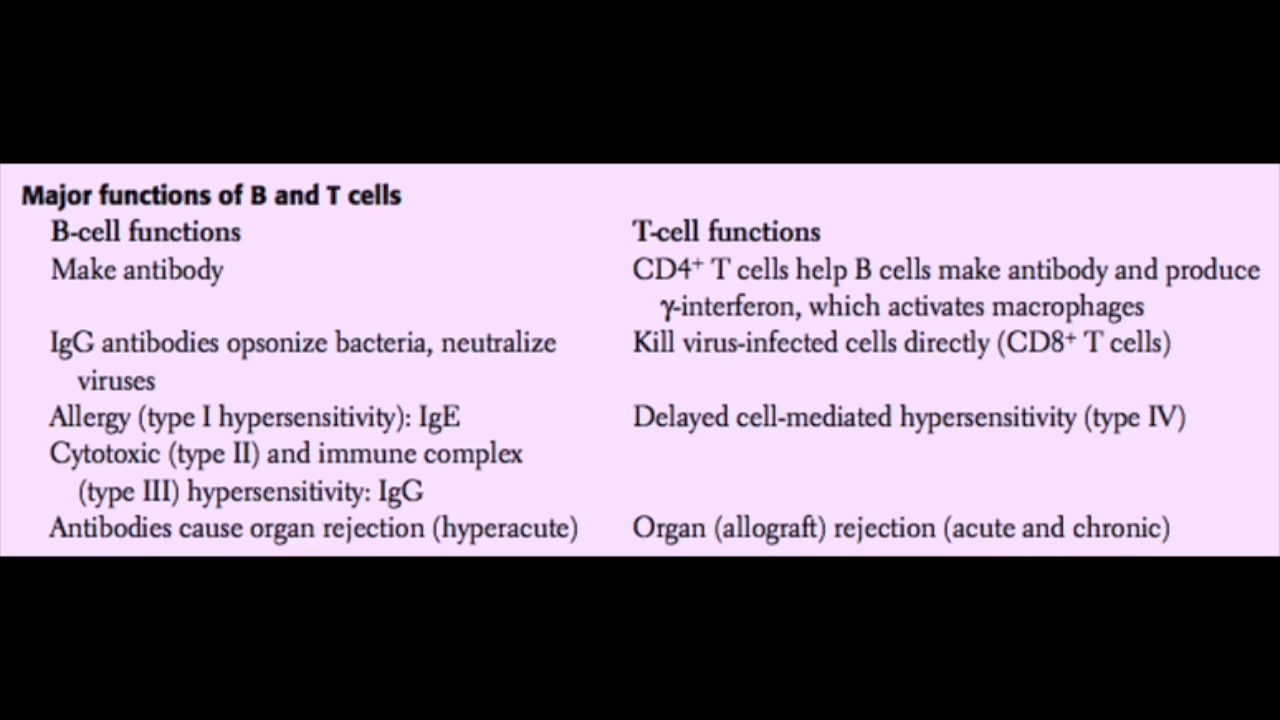 Major functions of B and T cells
B-cell functions
T-cell functions
Make antibody
CD4⁺ T cells help B cells make antibody and produce
γ-interferon, which activates macrophages
IgG antibodies opsonize bacteria, neutralize
viruses
Kill virus-infected cells directly (CD8⁺ T cells)
Allergy (type I hypersensitivity): IgE
Delayed cell-mediated hypersensitivity (type IV)
Cytotoxic (type II) and immune complex
(type III) hypersensitivity: IgG
Antibodies cause organ rejection (hyperacute)
Organ (allograft) rejection (acute and chronic)